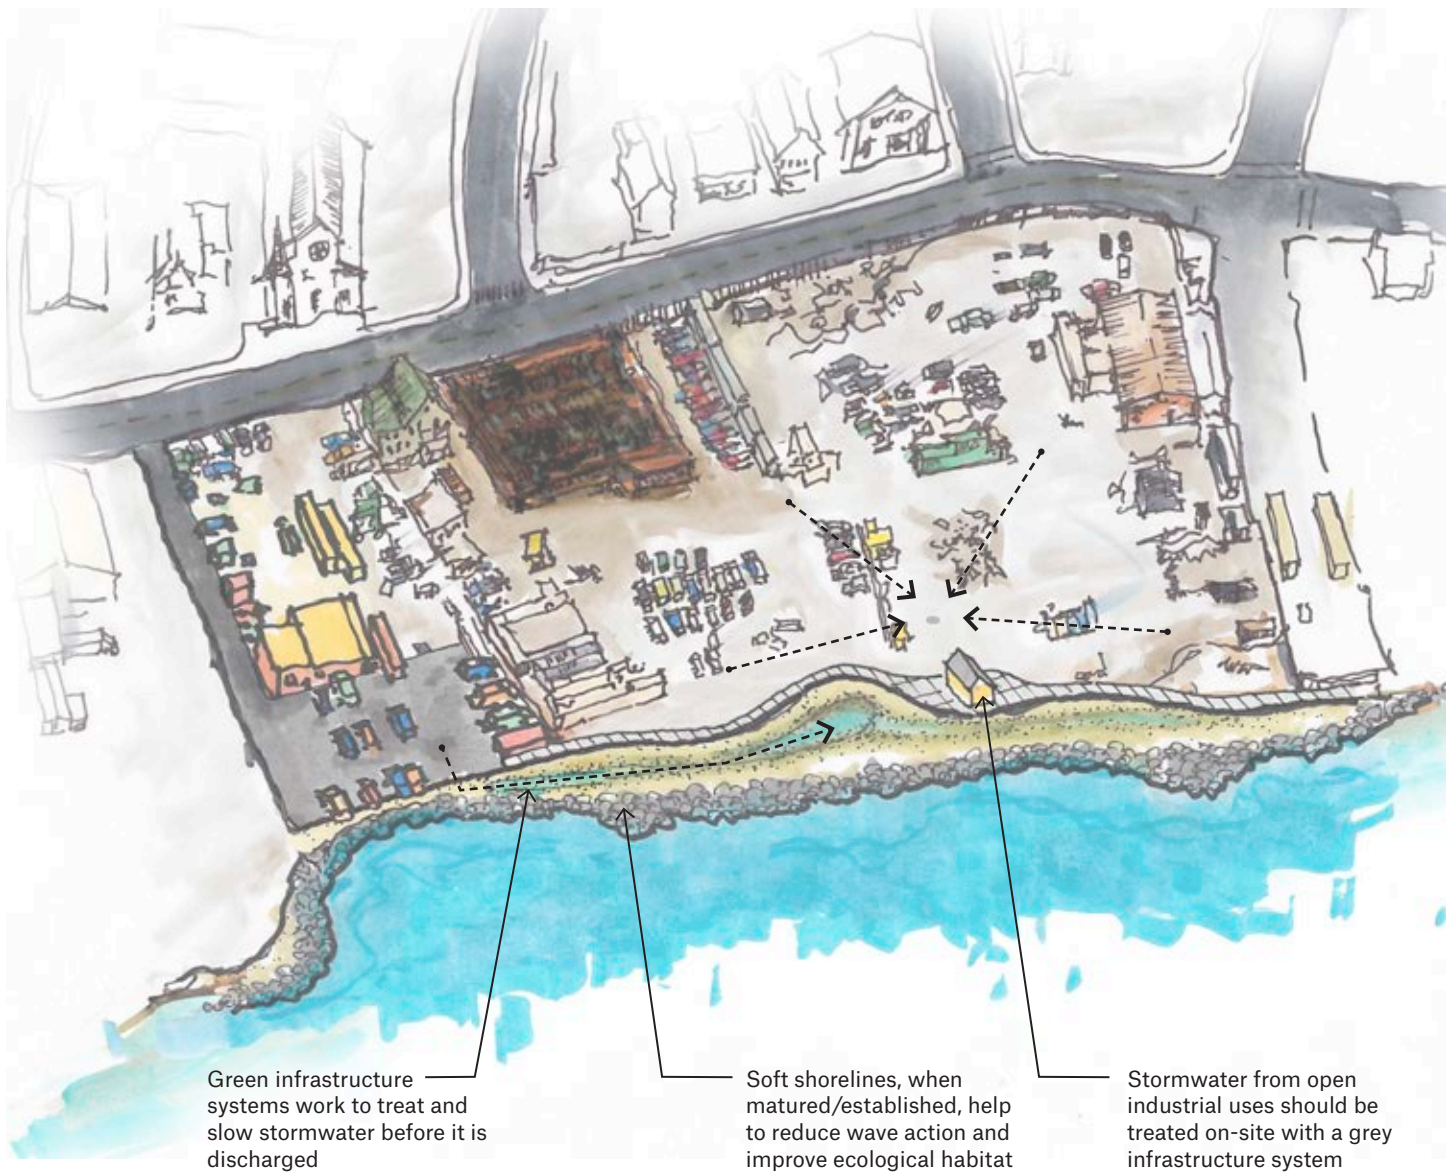 Green infrastructure
systems work to treat and
slow stormwater before it is
discharged
Soft shorelines, when
matured/established, help
to reduce wave action and
improve ecological habitat
Stormwater from open
industrial uses should be
treated on-site with a grey
infrastructure system